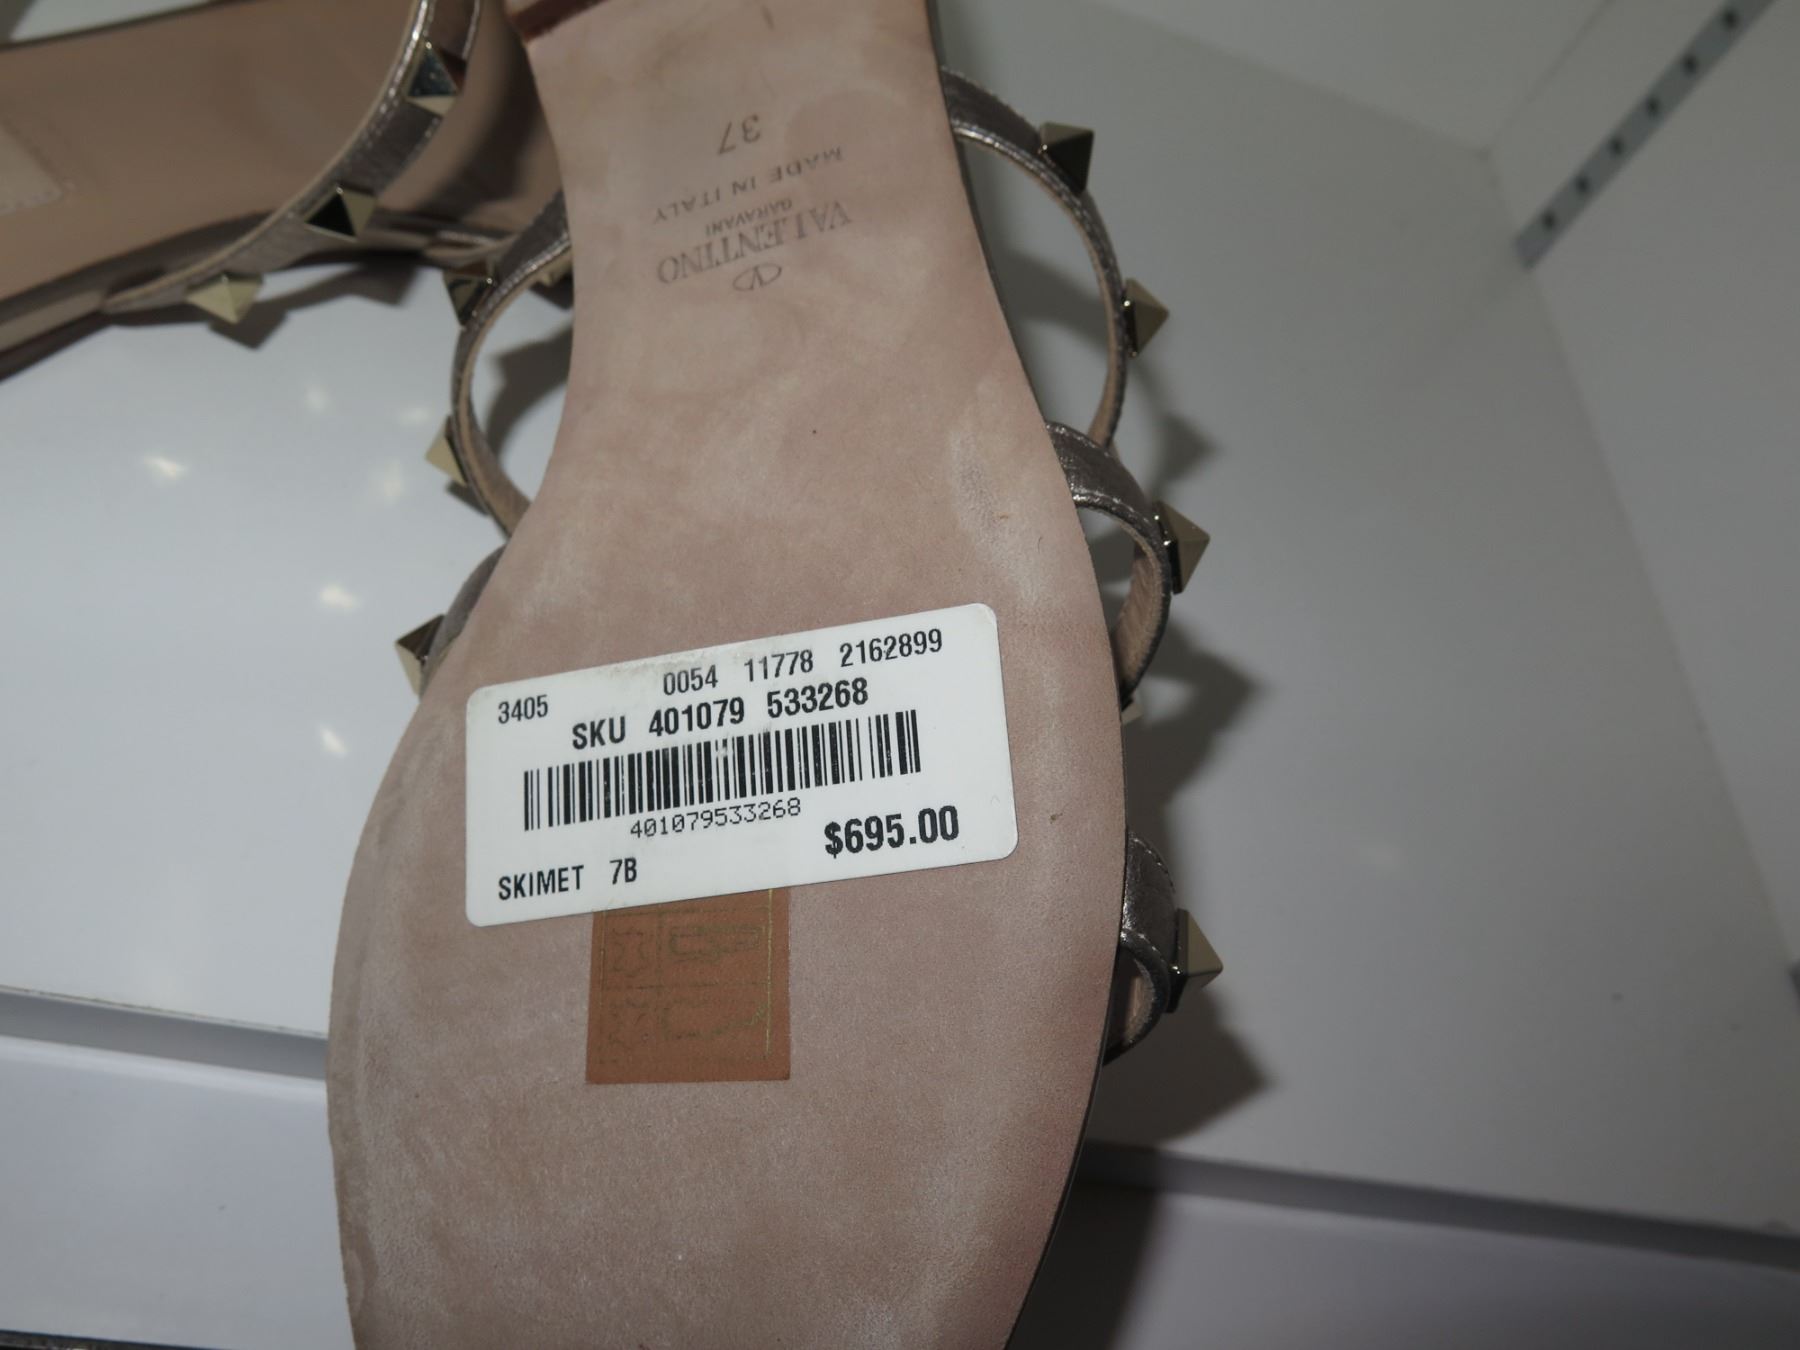 37
MADE IN ITALY
GARAVANI
VALENTINO
3405 0054 11778 2162899
SKU 401079 533268
401079533268
$695.00
SKIMET 7B